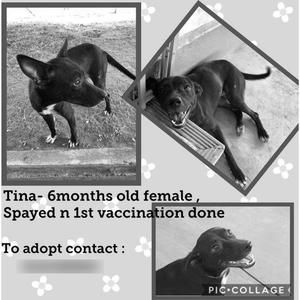 Tina- 6months old female ,
Spayed n 1st vaccination done
To adopt contact :
PIC•COLLAGE